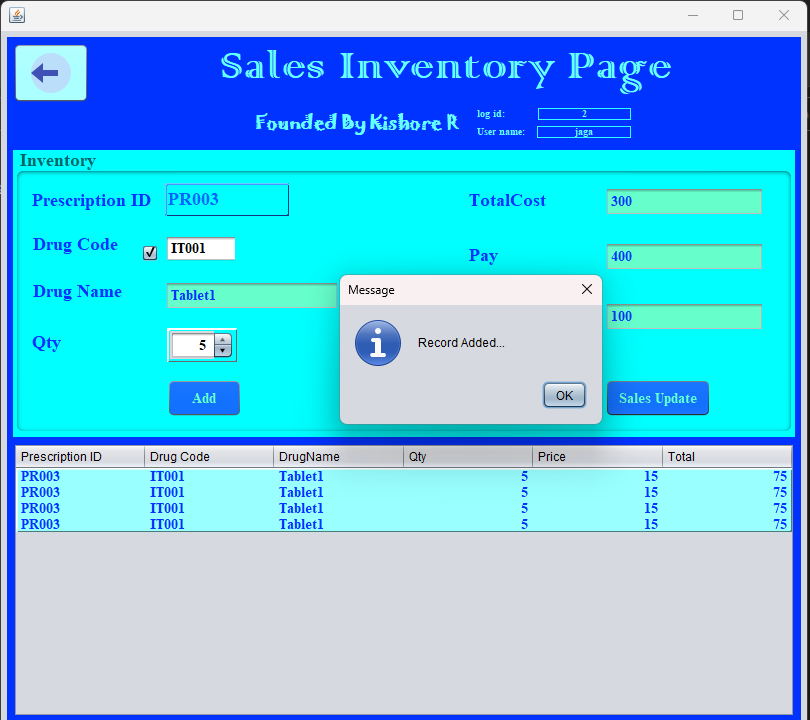 Sales Inventory Page
Founded By Kishore R
log id: 2
User name: jaga
Inventory
Prescription ID PR003
TotalCost 300
Drug Code IT001
Pay 400
Drug Name Tablet1
100
Qty 5
Message
Record Added...
OK
Add
Sales Update
Prescription ID Drug Code DrugName Qty Price Total
PR003 IT001 Tablet1 5 15 75
PR003 IT001 Tablet1 5 15 75
PR003 IT001 Tablet1 5 15 75
PR003 IT001 Tablet1 5 15 75